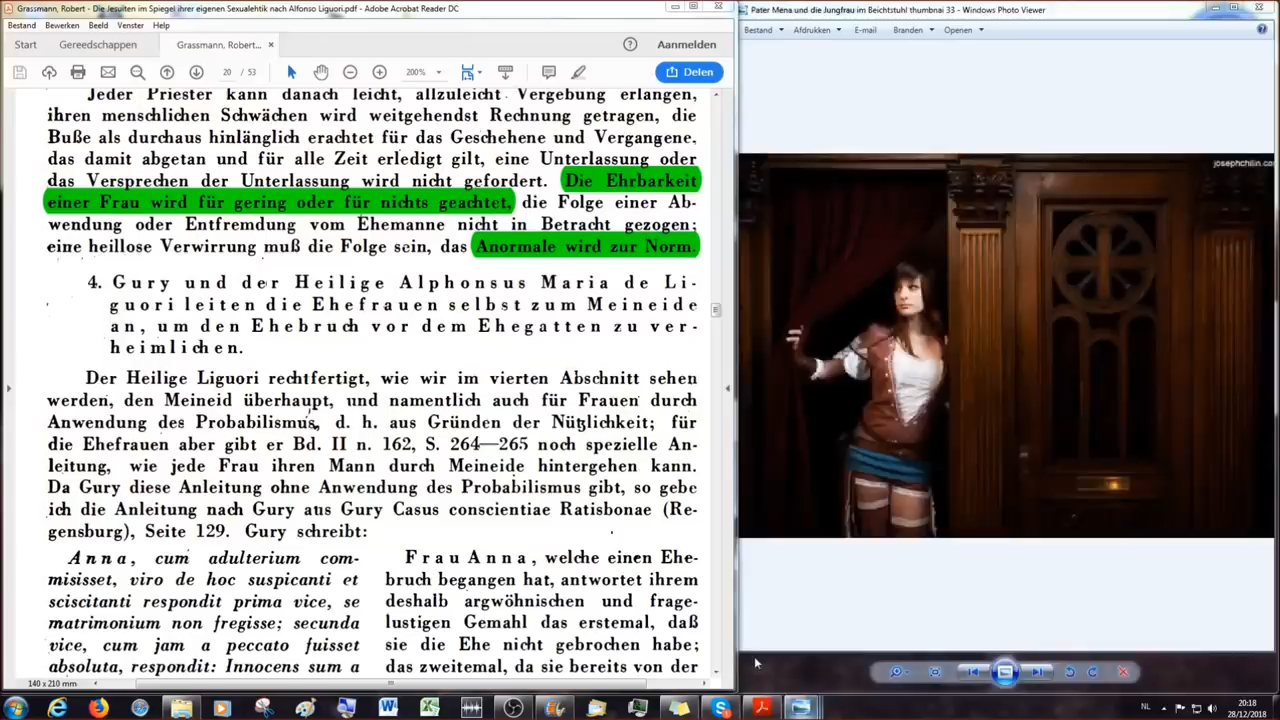 Grassmann, Robert - Die Jesuiten im Spiegel ihrer eigenen Sexualehtik nach Alfonso Liguori.pdf - Adobe Acrobat Reader DC
Bestand Bewerken Beeld Venster Help
Start Gereedschappen Grassmann, Robert... × Aanmelden
20 / 53 200% Delen
Jeder Priester kann danach leicht, allzuleicht Vergebung erlangen,
ihren menschlichen Schwächen wird weitgehendst Rechnung getragen, die
Buße als durchaus hinlänglich erachtet für das Geschehene und Vergangene,
das damit abgetan und für alle Zeit erledigt gilt, eine Unterlassung oder
das Versprechen der Unterlassung wird nicht gefordert. Die Ehrbarkeit
einer Frau wird für gering oder für nichts geachtet, die Folge einer Ab-
wendung oder Entfremdung vom Ehemanne nicht in Betracht gezogen;
eine heillose Verwirrung muß die Folge sein, das Anormale wird zur Norm.
4. Gury und der Heilige Alphonsus Maria de Li-
guori leiten die Ehefrauen selbst zum Meineide
an, um den Ehebruch vor dem Ehegatten zu ver-
heimlichen.
Der Heilige Liguori rechtfertigt, wie wir im vierten Abschnitt sehen
werden, den Meineid überhaupt, und namentlich auch für Frauen durch
Anwendung des Probabilismus, d. h. aus Gründen der Nützlichkeit; für
die Ehefrauen aber gibt er Bd. II n. 162, S. 264—265 noch spezielle An-
leitung, wie jede Frau ihren Mann durch Meineide hintergehen kann.
Da Gury diese Anleitung ohne Anwendung des Probabilismus gibt, so gebe
ich die Anleitung nach Gury aus Gury Casus conscientiae Ratisbonae (Re-
gensburg), Seite 129. Gury schreibt:
Anna, cum adulterium com-
misisset, viro de hoc suspicanti et
sciscitanti respondit prima vice, se
matrimonium non fregisse; secunda
vice, cum jam a peccato fuisset
absoluta, respondit: Innocens sum a
Frau Anna, welche einen Ehe-
bruch begangen hat, antwortet ihrem
deshalb argwöhnischen und frage-
lustigen Gemahl das erstemal, daß
sie die Ehe nicht gebrochen habe;
das zweitemal, da sie bereits von der
140 x 210 mm
Pater Mena und die Jungfrau im Beichtstuhl thumbnai 33 - Windows Photo Viewer
Bestand Afdrukken E-mail Branden Openen
josephchilin.co
NL 20:18
28/12/2018